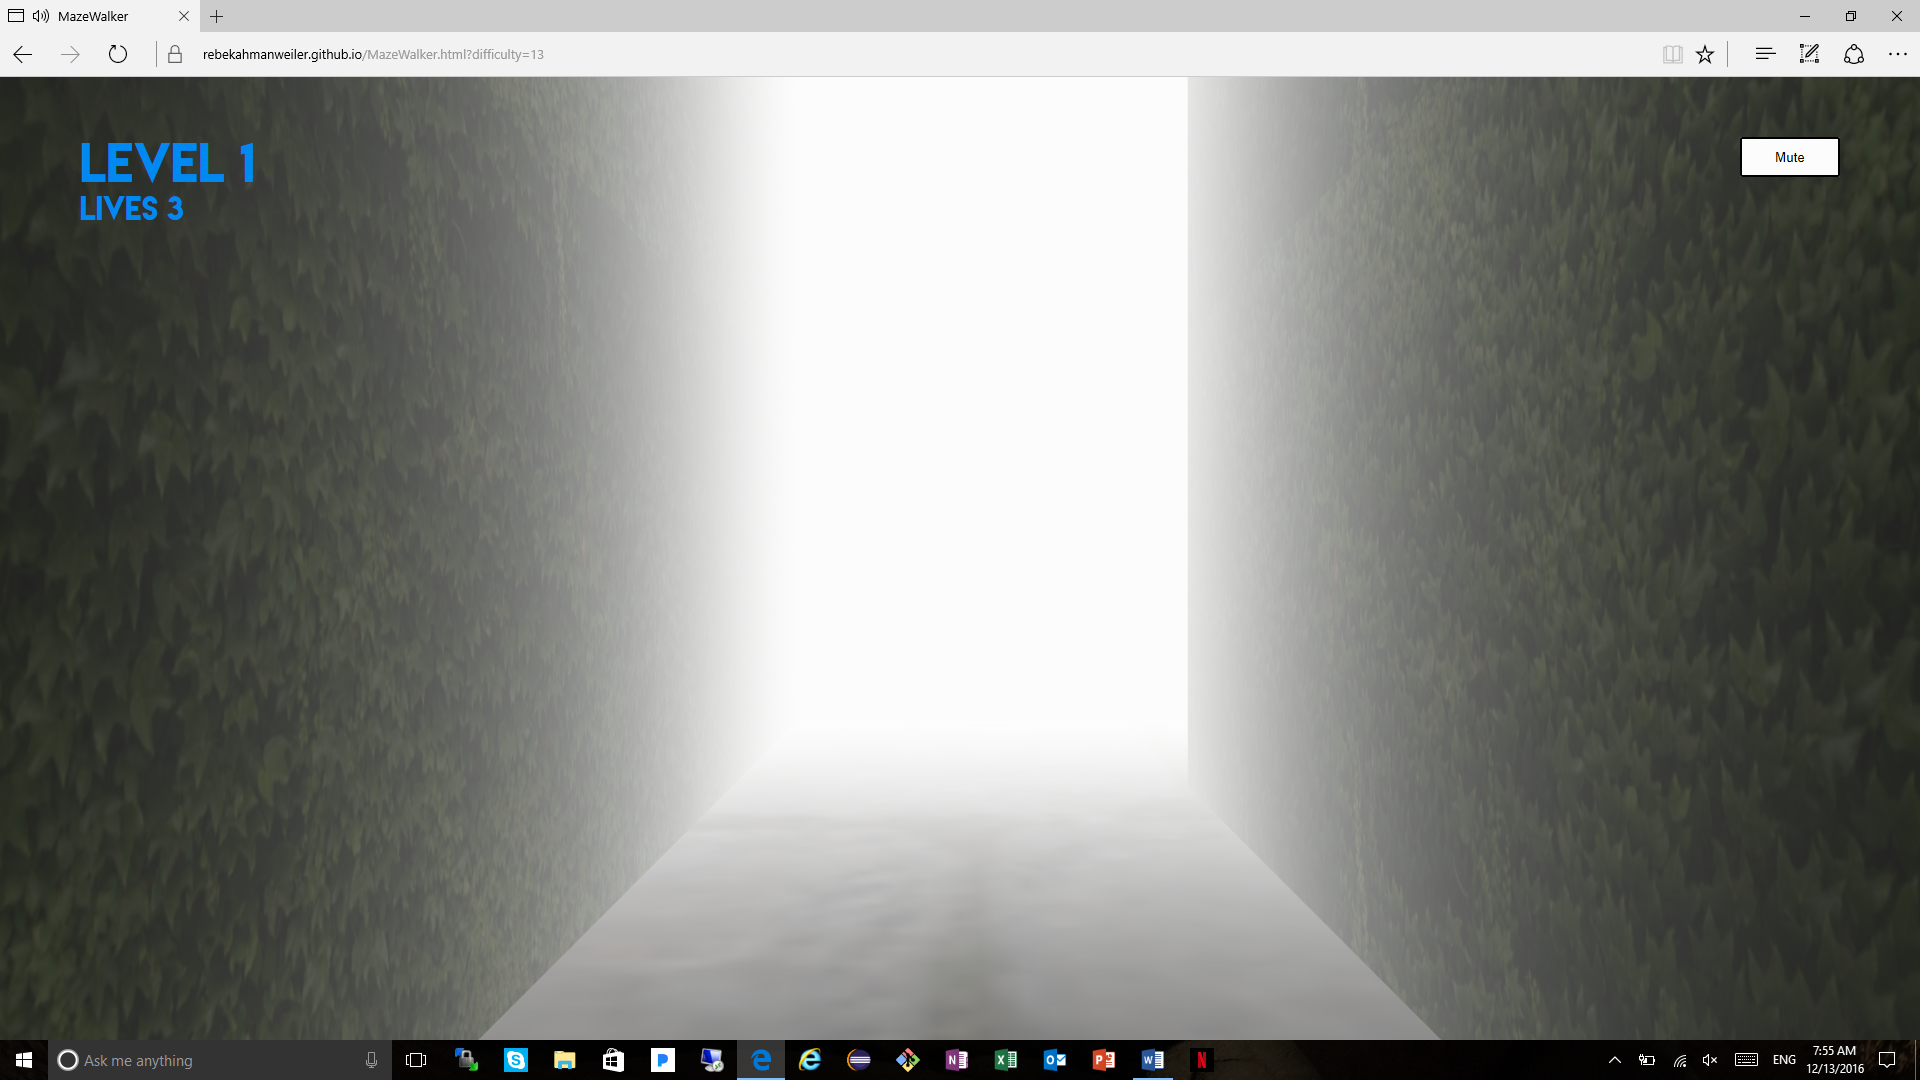 MazeWalker
rebekahmanweiler.github.io/MazeWalker.html?difficulty=13
LEVEL 1
LIVES 3
Mute
Ask me anything
ENG
7:55 AM
12/13/2016